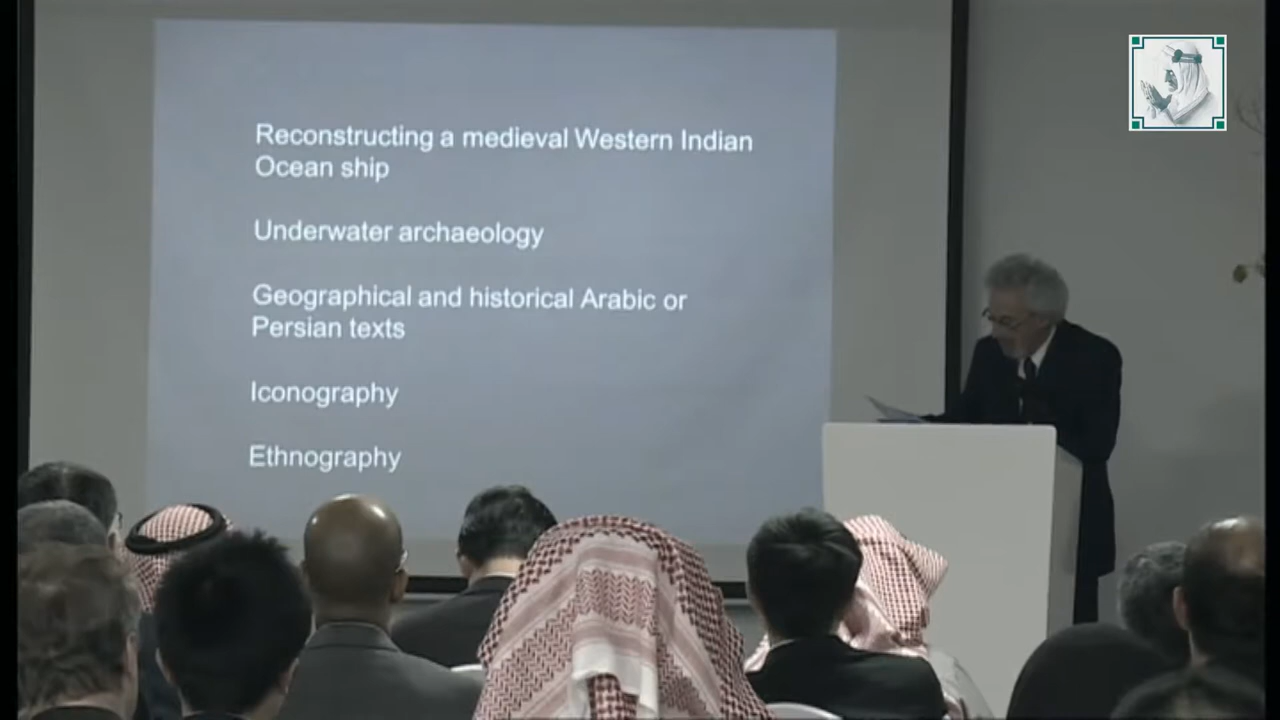 Reconstructing a medieval Western Indian
Ocean ship
Underwater archaeology
Geographical and historical Arabic or
Persian texts
Iconography
Ethnography